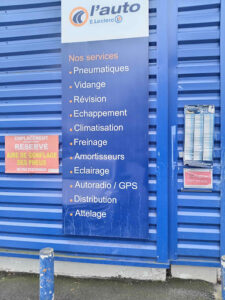 l'auto
E.Leclerc
Nos services
Pneumatiques
Vidange
Révision
Echappement
Climatisation
Freinage
Amortisseurs
Eclairage
Autoradio / GPS
Distribution
Attelage
EMPLACEMENT
RESERVÉ
AIRE DE GONFLAGE
DES PNEUS